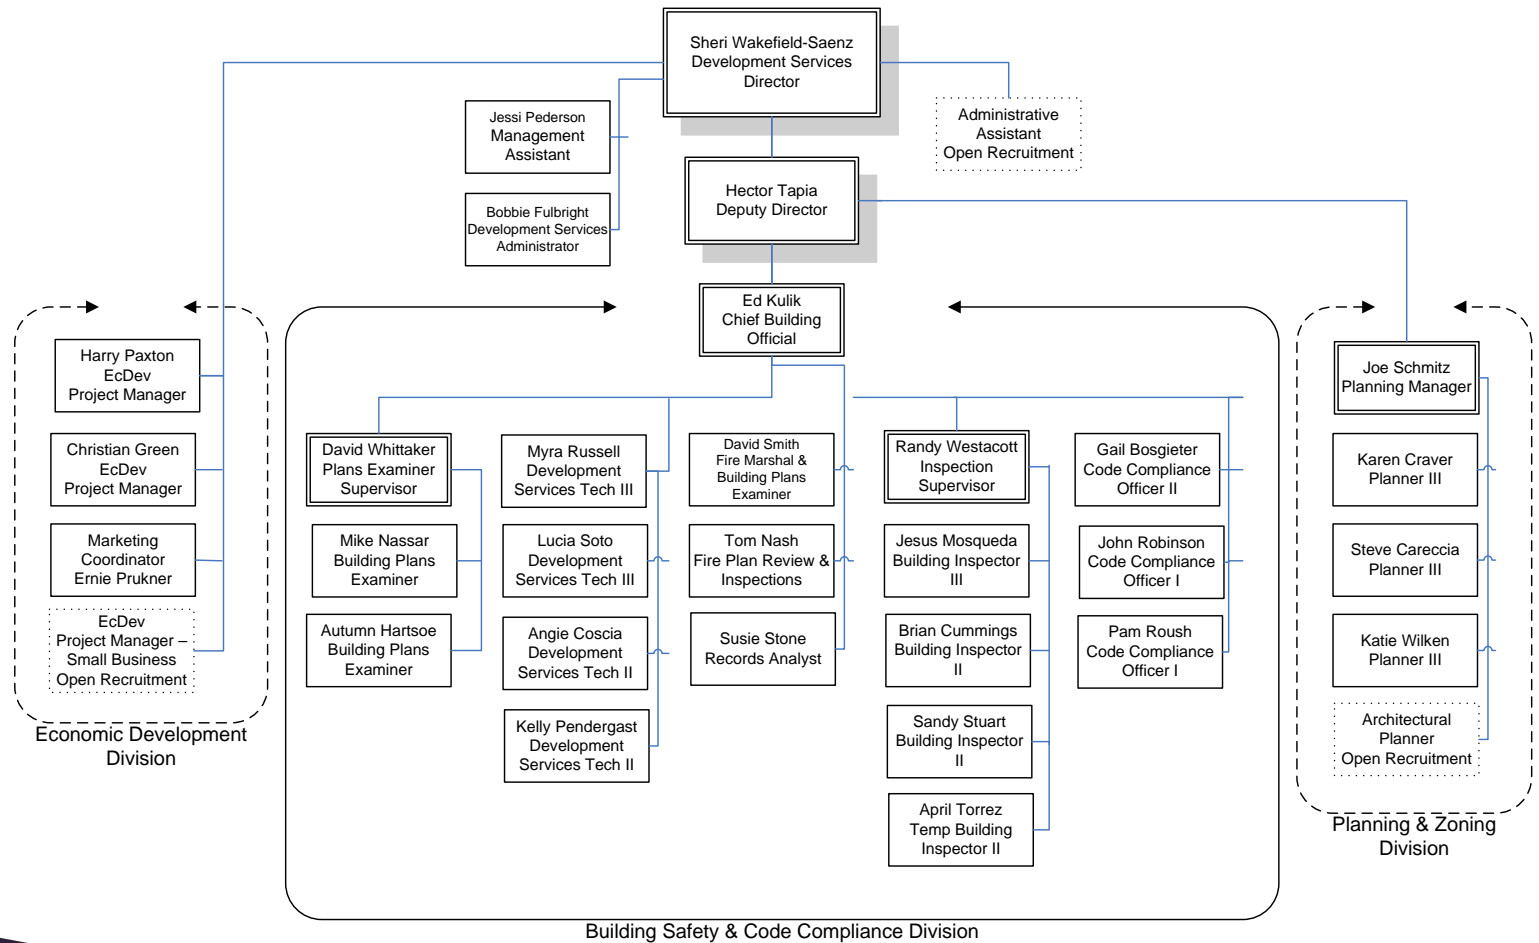 Sheri Wakefield-Saenz
Development Services
Director
Jessi Pederson
Management
Assistant
Administrative
Assistant
Open Recruitment
Hector Tapia
Deputy Director
Bobbie Fulbright
Development Services
Administrator
Ed Kulik
Chief Building
Official
Harry Paxton
EcDev
Project Manager
Christian Green
EcDev
Project Manager
Marketing
Coordinator
Ernie Prukner
EcDev
Project Manager –
Small Business
Open Recruitment
Economic Development
Division
David Whittaker
Plans Examiner
Supervisor
Mike Nassar
Building Plans
Examiner
Autumn Hartsoe
Building Plans
Examiner
Myra Russell
Development
Services Tech III
Lucia Soto
Development
Services Tech III
Angie Coscia
Development
Services Tech II
Kelly Pendergast
Development
Services Tech II
David Smith
Fire Marshal &
Building Plans
Examiner
Tom Nash
Fire Plan Review &
Inspections
Susie Stone
Records Analyst
Randy Westacott
Inspection
Supervisor
Jesus Mosqueda
Building Inspector
III
Brian Cummings
Building Inspector
II
Sandy Stuart
Building Inspector
II
April Torrez
Temp Building
Inspector II
Gail Bosgieter
Code Compliance
Officer II
John Robinson
Code Compliance
Officer I
Pam Roush
Code Compliance
Officer I
Building Safety & Code Compliance Division
Joe Schmitz
Planning Manager
Karen Craver
Planner III
Steve Careccia
Planner III
Katie Wilken
Planner III
Architectural
Planner
Open Recruitment
Planning & Zoning
Division